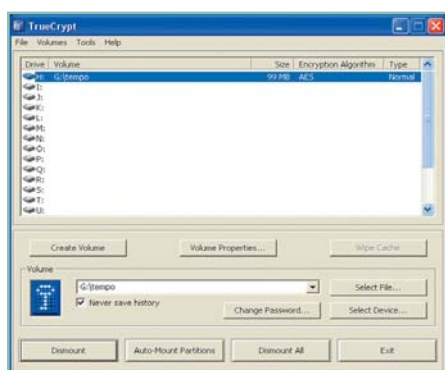 TrueCrypt
File Volumes Tools Help
Drive Volume Size Encryption Algorithm Type
H: G:\tempo 99 MB AES Normal
I:
J:
K:
L:
M:
N:
O:
P:
Q:
R:
S:
T:
U:
Create Volume Volume Properties... Wipe Cache
Volume
G:\tempo Select File...
Never save history
Change Password... Select Device...
Dismount Auto-Mount Partitions Dismount All Exit